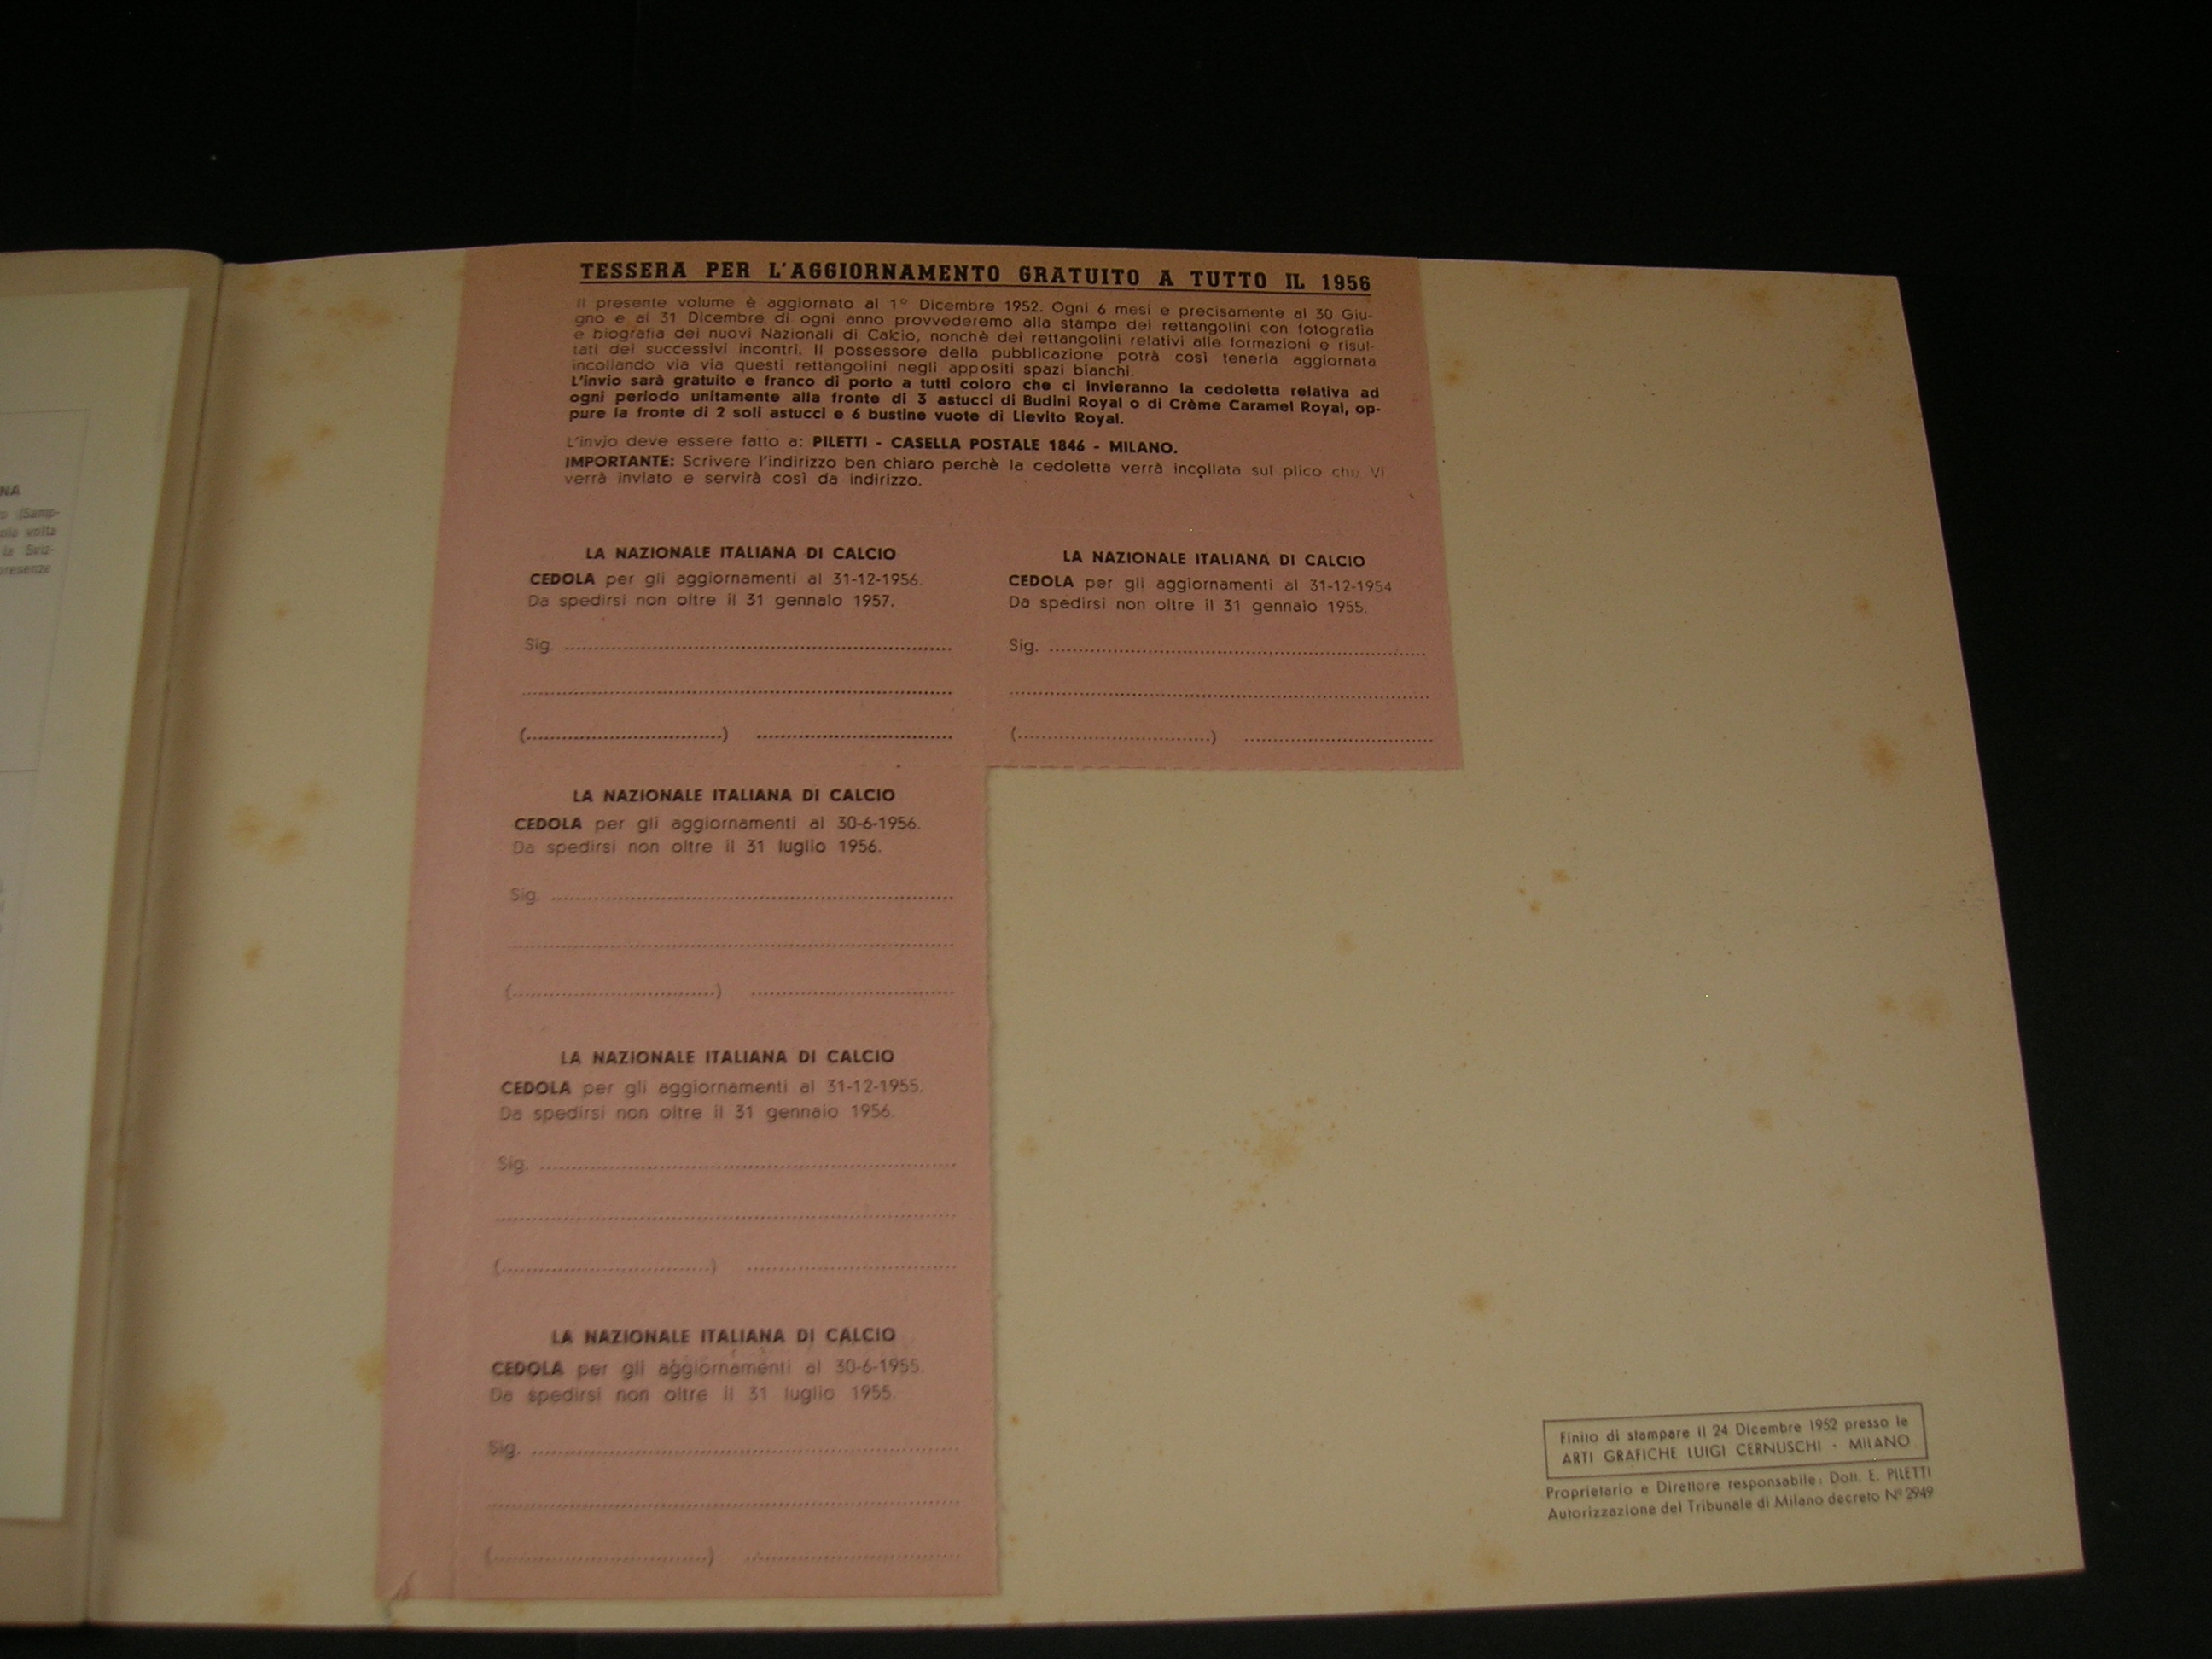 NA
(Samp-
volta
la Sviz-
presenze
TESSERA PER L'AGGIORNAMENTO GRATUITO A TUTTO IL 1956
Il presente volume è aggiornato al 1° Dicembre 1952. Ogni 6 mesi e precisamente al 30 Giu-
gno e al 31 Dicembre di ogni anno provvederemo alla stampa dei rettangolini con fotografia
e biografia dei nuovi Nazionali di Calcio, nonchè dei rettangolini relativi alle formazioni e risul-
tati dei successivi incontri. Il possessore della pubblicazione potrà così tenerla aggiornata
incollando via via questi rettangolini negli appositi spazi bianchi.
L'invio sarà gratuito e franco di porto a tutti coloro che ci invieranno la cedoletta relativa ad
ogni periodo unitamente alla fronte di 3 astucci di Budini Royal o di Crème Caramel Royal, op-
pure la fronte di 2 soli astucci e 6 bustine vuote di Lievito Royal.
L'invio deve essere fatto a: PILETTI - CASELLA POSTALE 1846 - MILANO.
IMPORTANTE: Scrivere l'indirizzo ben chiaro perchè la cedoletta verrà incollata sul plico che Vi
verrà inviato e servirà così da indirizzo.
LA NAZIONALE ITALIANA DI CALCIO
CEDOLA per gli aggiornamenti al 31-12-1956.
Da spedirsi non oltre il 31 gennaio 1957.
Sig. ..........
..........
(..........) ..........
LA NAZIONALE ITALIANA DI CALCIO
CEDOLA per gli aggiornamenti al 31-12-1954
Da spedirsi non oltre il 31 gennaio 1955.
Sig. ..........
..........
(..........) ..........
LA NAZIONALE ITALIANA DI CALCIO
CEDOLA per gli aggiornamenti al 30-6-1956.
Da spedirsi non oltre il 31 luglio 1956.
Sig. ..........
..........
(..........) ..........
LA NAZIONALE ITALIANA DI CALCIO
CEDOLA per gli aggiornamenti al 31-12-1955.
Da spedirsi non oltre il 31 gennaio 1956.
Sig. ..........
..........
(..........) ..........
LA NAZIONALE ITALIANA DI CALCIO
CEDOLA per gli aggiornamenti al 30-6-1955.
Da spedirsi non oltre il 31 luglio 1955.
Sig. ..........
..........
(..........) ..........
Finito di stampare il 24 Dicembre 1952 presso le
ARTI GRAFICHE LUIGI CERNUSCHI - MILANO
Proprietario e Direttore responsabile: Dott. E. PILETTI
Autorizzazione del Tribunale di Milano decreto N° 2949